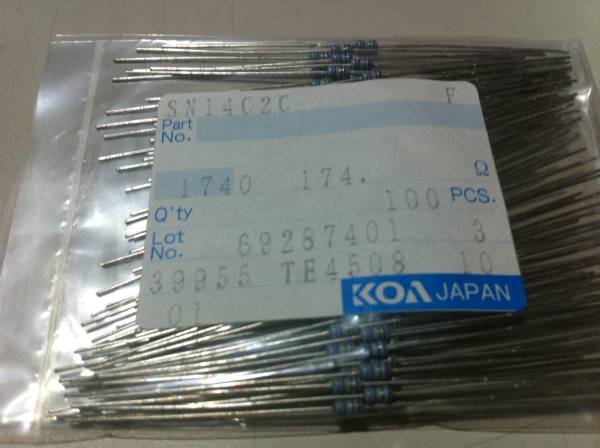 SN14C2C F
Part No.
1740 174. Ω
Q'ty 100 PCS.
Lot No. 69287401 3
39955 TE4508 10
01
KOA JAPAN